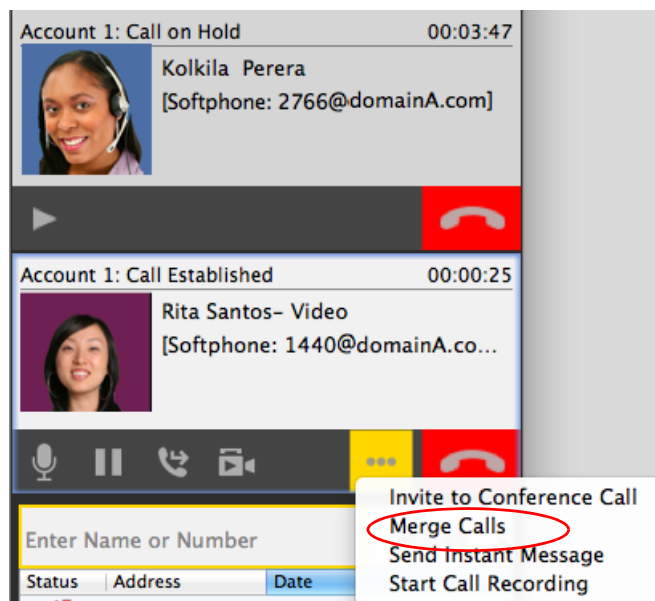 Account 1: Call on Hold 00:03:47
Kolkila Perera
[Softphone: 2766@domainA.com]
Account 1: Call Established 00:00:25
Rita Santos– Video
[Softphone: 1440@domainA.co...
Invite to Conference Call
Merge Calls
Send Instant Message
Start Call Recording
Enter Name or Number
Status Address Date